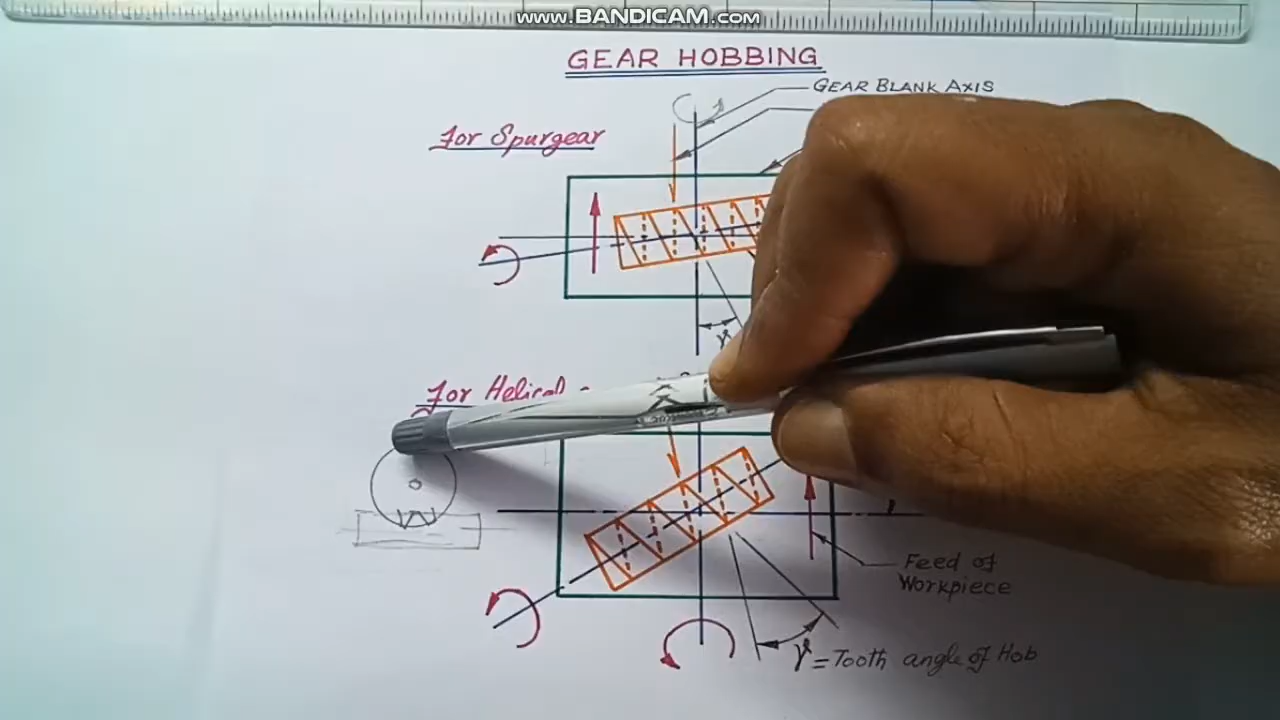 WWW.BANDICAM.COM
GEAR HOBBING
GEAR BLANK AXIS
For Spurgear
γ
For Helical
Feed of
Workpiece
γ = Tooth angle of Hob